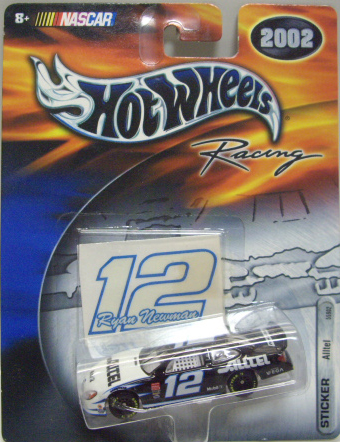 8+ NASCAR
2002
Hot Wheels
Racing
12
Ryan Newman
ALLTEL
12
STICKER
Alltel